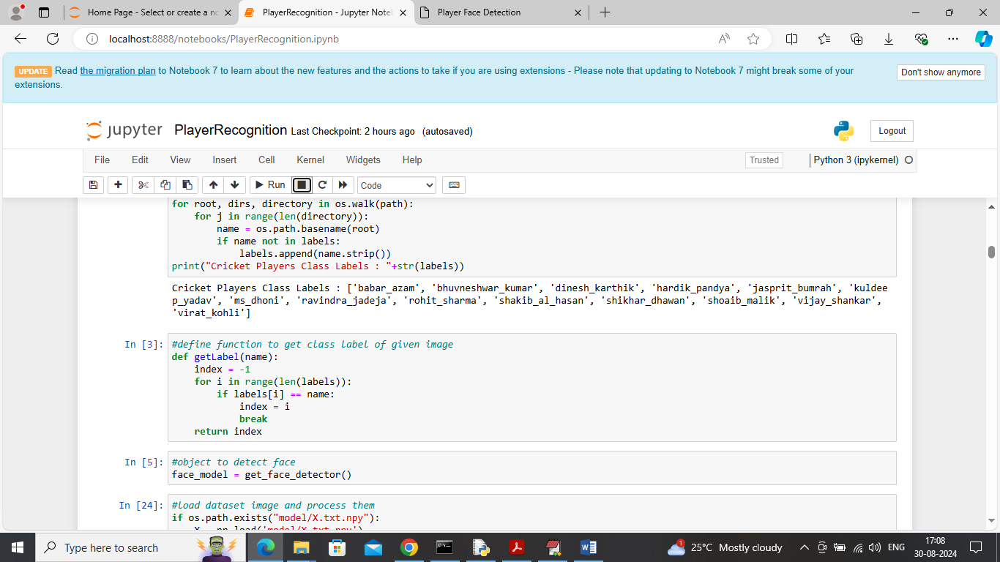 Home Page - Select or create a no
PlayerRecognition - Jupyter Note
Player Face Detection
localhost:8888/notebooks/PlayerRecognition.ipynb
UPDATE Read the migration plan to Notebook 7 to learn about the new features and the actions to take if you are using extensions - Please note that updating to Notebook 7 might break some of your
extensions.
Don't show anymore
jupyter PlayerRecognition Last Checkpoint: 2 hours ago (autosaved)
Logout
File Edit View Insert Cell Kernel Widgets Help
Trusted
Python 3 (ipykernel)
Run
Code
for root, dirs, directory in os.walk(path):
    for j in range(len(directory)):
        name = os.path.basename(root)
        if name not in labels:
            labels.append(name.strip())
print("Cricket Players Class Labels : "+str(labels))
Cricket Players Class Labels : ['babar_azam', 'bhuvneshwar_kumar', 'dinesh_karthik', 'hardik_pandya', 'jasprit_bumrah', 'kuldee
p_yadav', 'ms_dhoni', 'ravindra_jadeja', 'rohit_sharma', 'shakib_al_hasan', 'shikhar_dhawan', 'shoaib_malik', 'vijay_shankar',
'virat_kohli']
In [3]: #define function to get class label of given image
def getLabel(name):
    index = -1
    for i in range(len(labels)):
        if labels[i] == name:
            index = i
            break
    return index
In [5]: #object to detect face
face_model = get_face_detector()
In [24]: #load dataset image and process them
if os.path.exists("model/X.txt.npy"):
    X = np.load('model/X.txt.npy')
Type here to search
1
25°C Mostly cloudy
ENG
17:08
30-08-2024